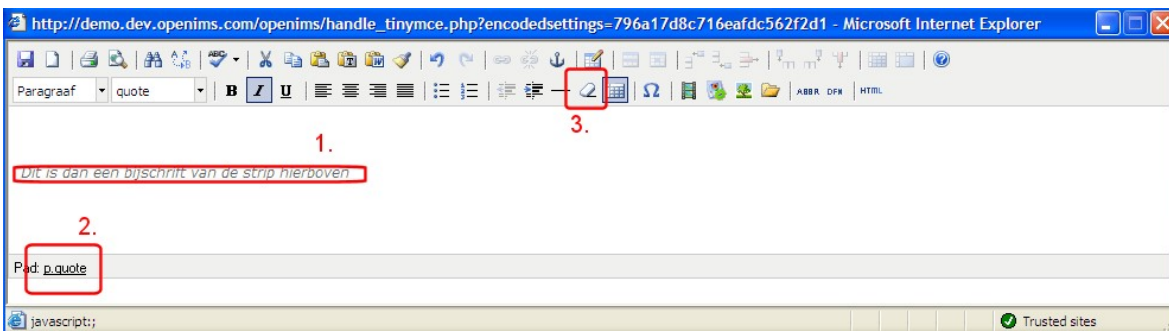 http://demo.dev.openims.com/openims/handle_tinymce.php?encodedsettings=796a17d8c716eafdc562f2d1 - Microsoft Internet Explorer
Paragraaf quote B I U Ω ABBR DFN HTML
3.
1.
Dit is dan een bijschrift van de strip hierboven
2.
Pad: p.quote
javascript:; Trusted sites